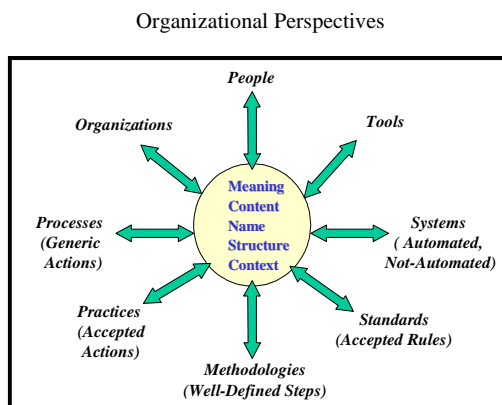 Organizational Perspectives
People
Organizations
Tools
Meaning
Content
Name
Structure
Context
Processes
(Generic
Actions)
Systems
( Automated,
Not-Automated)
Practices
(Accepted
Actions)
Standards
(Accepted Rules)
Methodologies
(Well-Defined Steps)